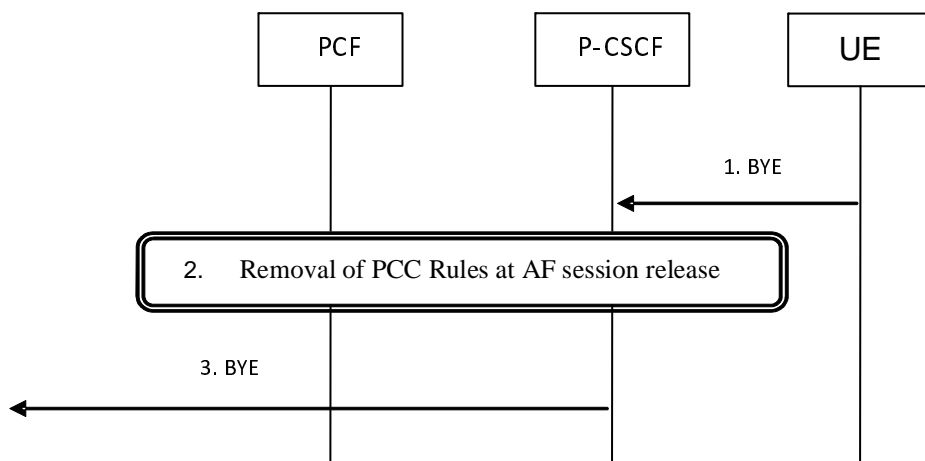 PCF
P-CSCF
UE
1. BYE
2. Removal of PCC Rules at AF session release
3. BYE